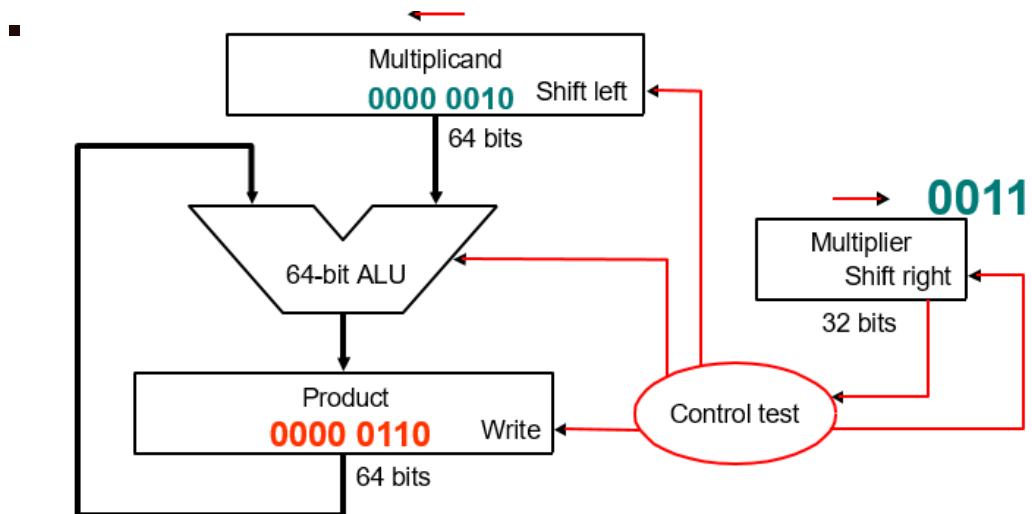 Multiplicand
0000 0010 Shift left
64 bits
0011
Multiplier
Shift right
64-bit ALU
32 bits
Product
Control test
0000 0110 Write
64 bits